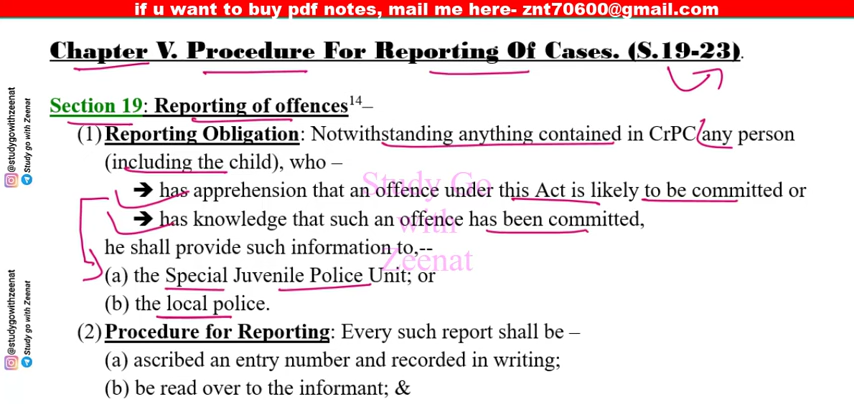 if u want to buy pdf notes, mail me here- znt70600@gmail.com
Chapter V. Procedure For Reporting Of Cases. (S.19-23).
Section 19: Reporting of offences14–
(1) Reporting Obligation: Notwithstanding anything contained in CrPC, any person
(including the child), who –
➔ has apprehension that an offence under this Act is likely to be committed or
➔ has knowledge that such an offence has been committed,
he shall provide such information to,--
(a) the Special Juvenile Police Unit; or
(b) the local police.
(2) Procedure for Reporting: Every such report shall be –
(a) ascribed an entry number and recorded in writing;
(b) be read over to the informant; &
@studygowithzeenat
Study go with Zeenat
@studygowithzeenat
Study go with Zeenat
Study Go
with
Zeenat